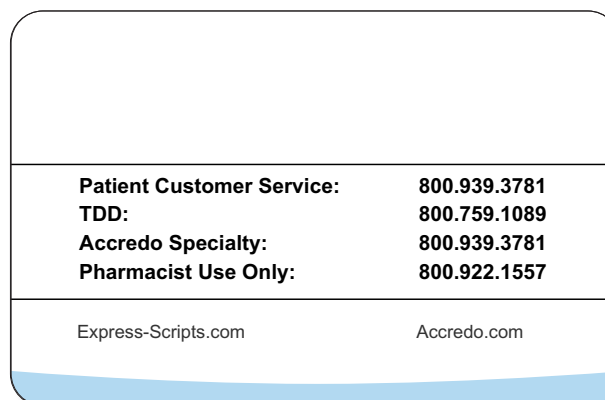 Patient Customer Service: 800.939.3781
TDD: 800.759.1089
Accredo Specialty: 800.939.3781
Pharmacist Use Only: 800.922.1557
Express-Scripts.com Accredo.com